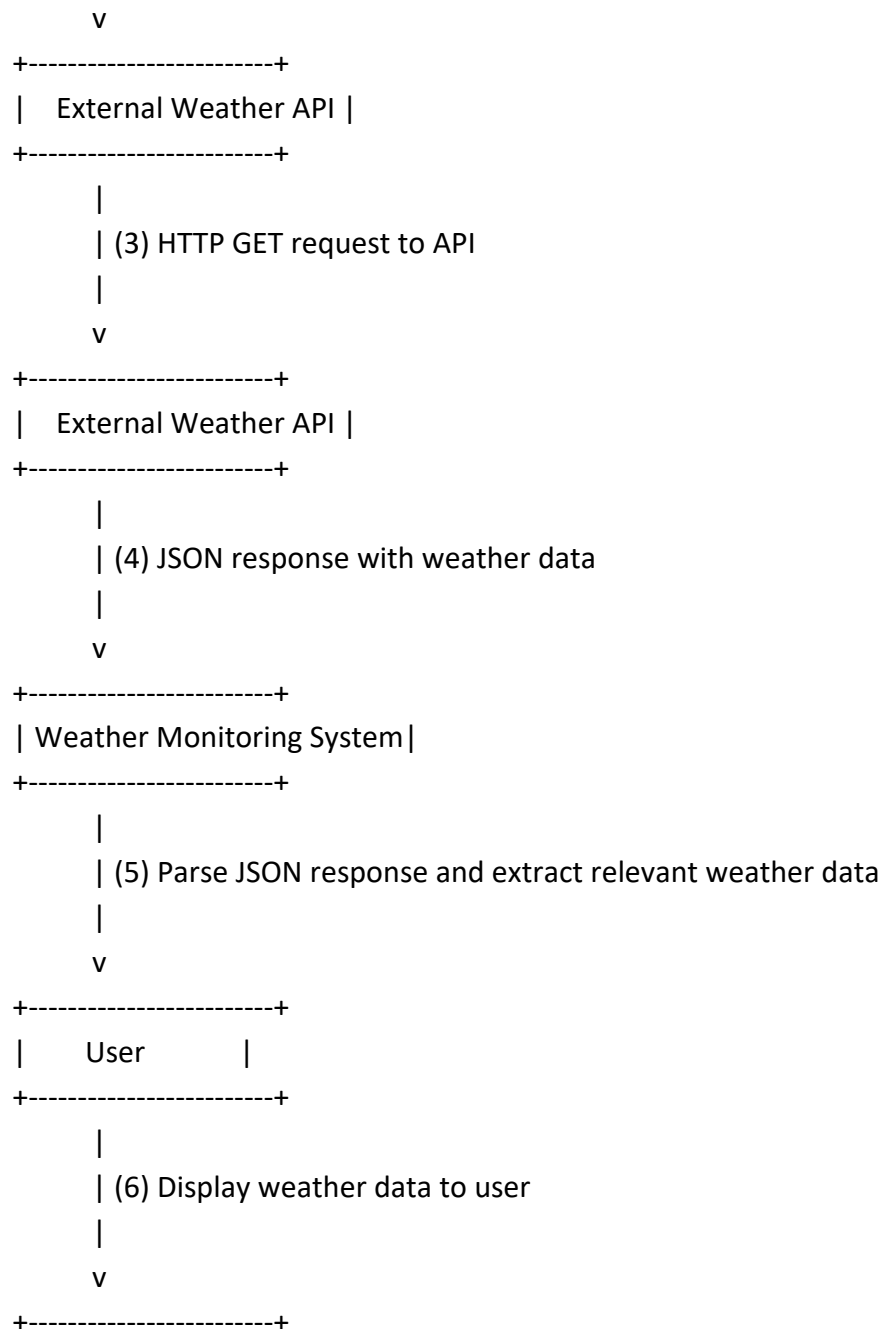 v
+-------------------------+
|    External Weather API |
+-------------------------+
|
| (3) HTTP GET request to API
|
v
+-------------------------+
|    External Weather API |
+-------------------------+
|
| (4) JSON response with weather data
|
v
+-------------------------+
| Weather Monitoring System|
+-------------------------+
|
| (5) Parse JSON response and extract relevant weather data
|
v
+-------------------------+
|       User            |
+-------------------------+
|
| (6) Display weather data to user
|
v
+-------------------------+